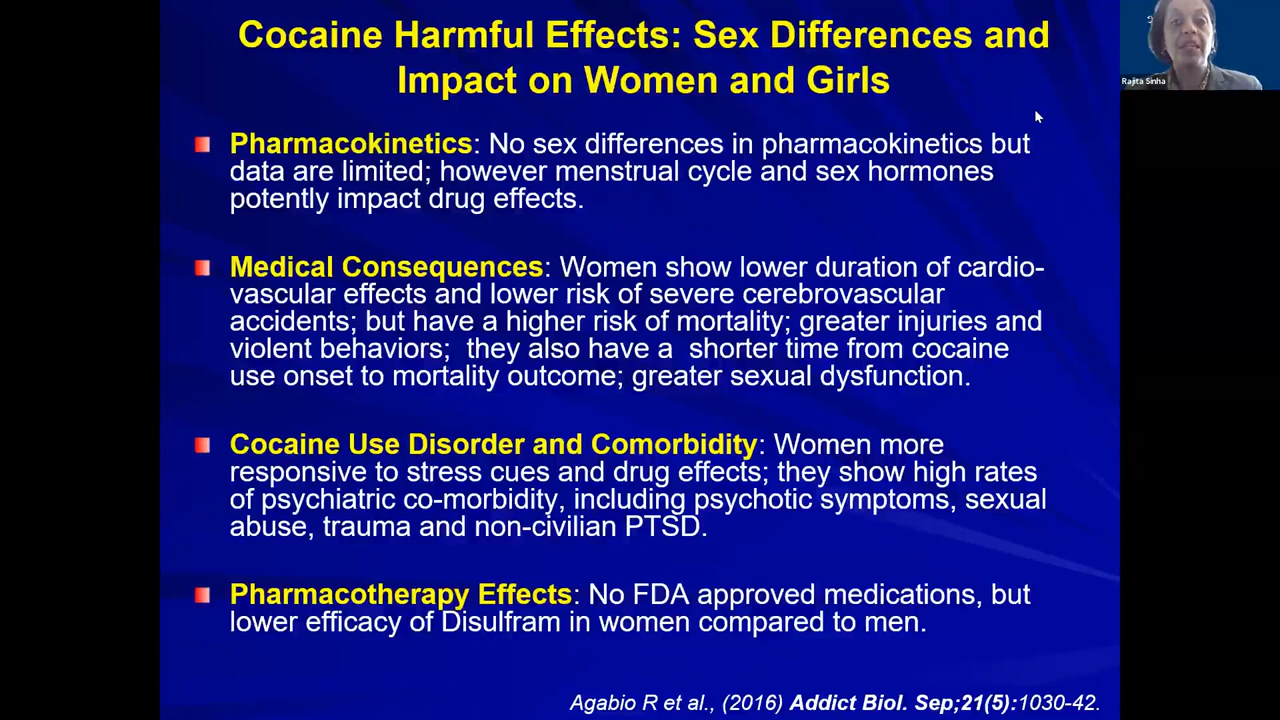 Cocaine Harmful Effects: Sex Differences and
Impact on Women and Girls
Rajita Sinha
Pharmacokinetics: No sex differences in pharmacokinetics but
data are limited; however menstrual cycle and sex hormones
potently impact drug effects.
Medical Consequences: Women show lower duration of cardio-
vascular effects and lower risk of severe cerebrovascular
accidents; but have a higher risk of mortality; greater injuries and
violent behaviors; they also have a shorter time from cocaine
use onset to mortality outcome; greater sexual dysfunction.
Cocaine Use Disorder and Comorbidity: Women more
responsive to stress cues and drug effects; they show high rates
of psychiatric co-morbidity, including psychotic symptoms, sexual
abuse, trauma and non-civilian PTSD.
Pharmacotherapy Effects: No FDA approved medications, but
lower efficacy of Disulfram in women compared to men.
Agabio R et al., (2016) Addict Biol. Sep;21(5):1030-42.